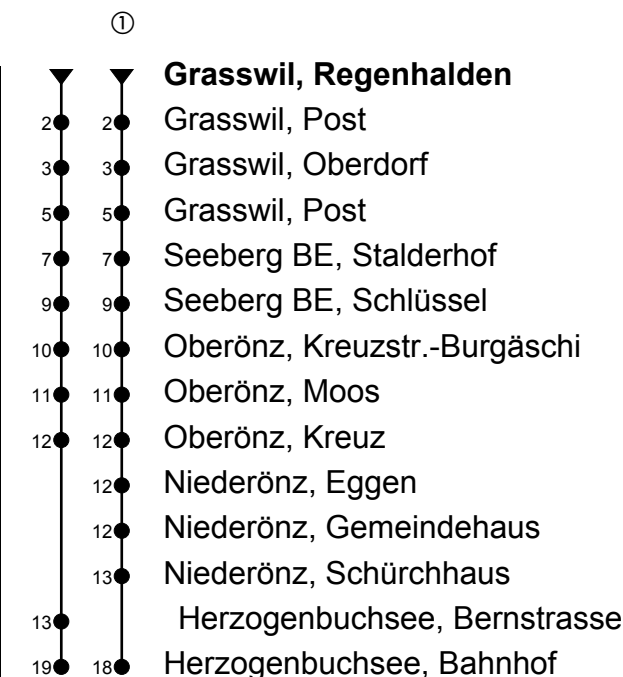 ①
Grasswil, Regenhalden
2 2 Grasswil, Post
3 3 Grasswil, Oberdorf
5 5 Grasswil, Post
7 7 Seeberg BE, Stalderhof
9 9 Seeberg BE, Schlüssel
10 10 Oberönz, Kreuzstr.-Burgäschi
11 11 Oberönz, Moos
12 12 Oberönz, Kreuz
12 Niederönz, Eggen
12 Niederönz, Gemeindehaus
13 Niederönz, Schürchhaus
13 Herzogenbuchsee, Bernstrasse
19 18 Herzogenbuchsee, Bahnhof